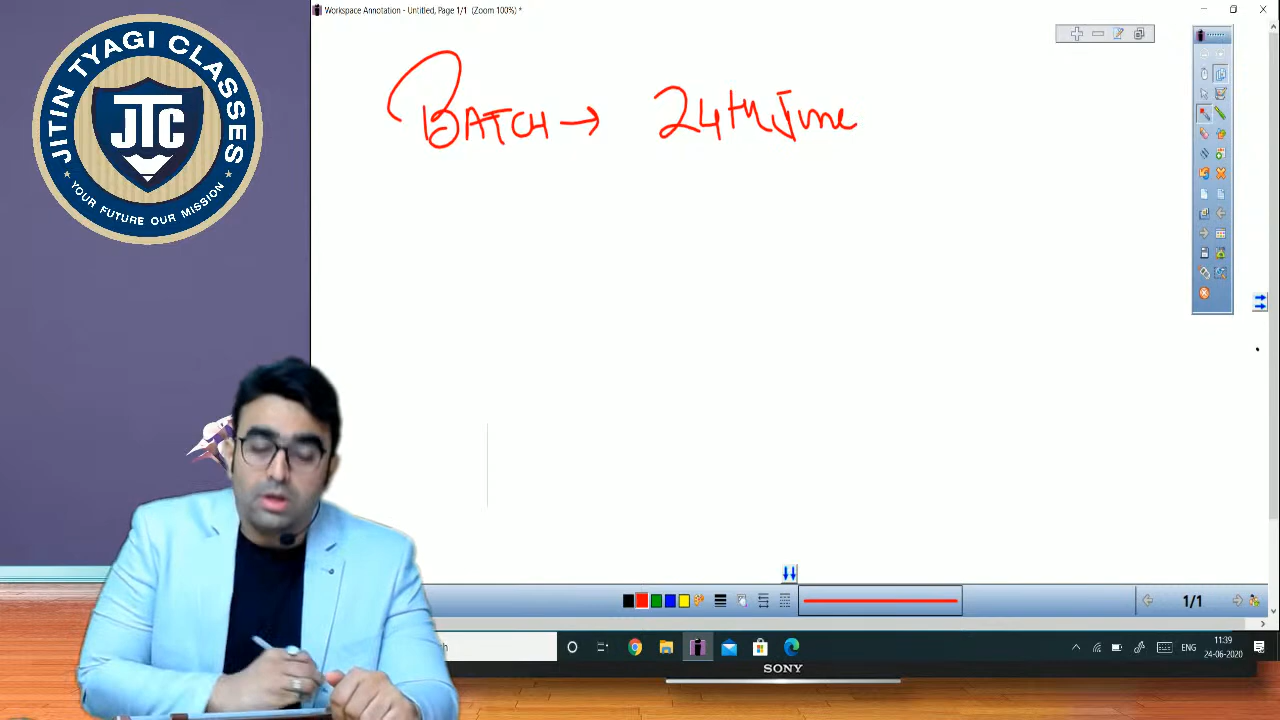 Workspace Annotation - Untitled, Page 1/1 (Zoom 100%) *
JITIN TYAGI CLASSES
JTC
YOUR FUTURE OUR MISSION
BATCH → 24th June
1/1
ENG
11:39
24-06-2020
SONY